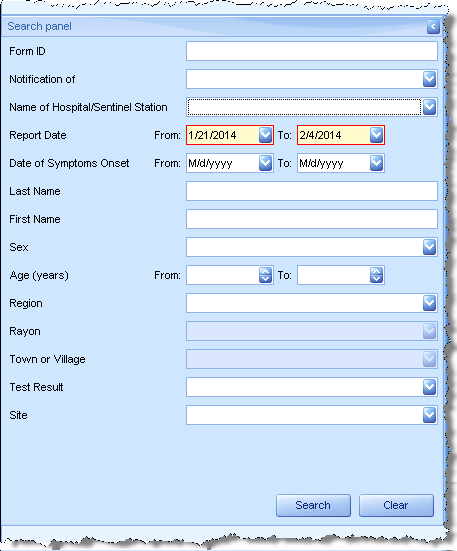 Search panel
Form ID
Notification of
Name of Hospital/Sentinel Station
Report Date From: 1/21/2014 To: 2/4/2014
Date of Symptoms Onset From: M/d/yyyy To: M/d/yyyy
Last Name
First Name
Sex
Age (years) From: To:
Region
Rayon
Town or Village
Test Result
Site
Search Clear